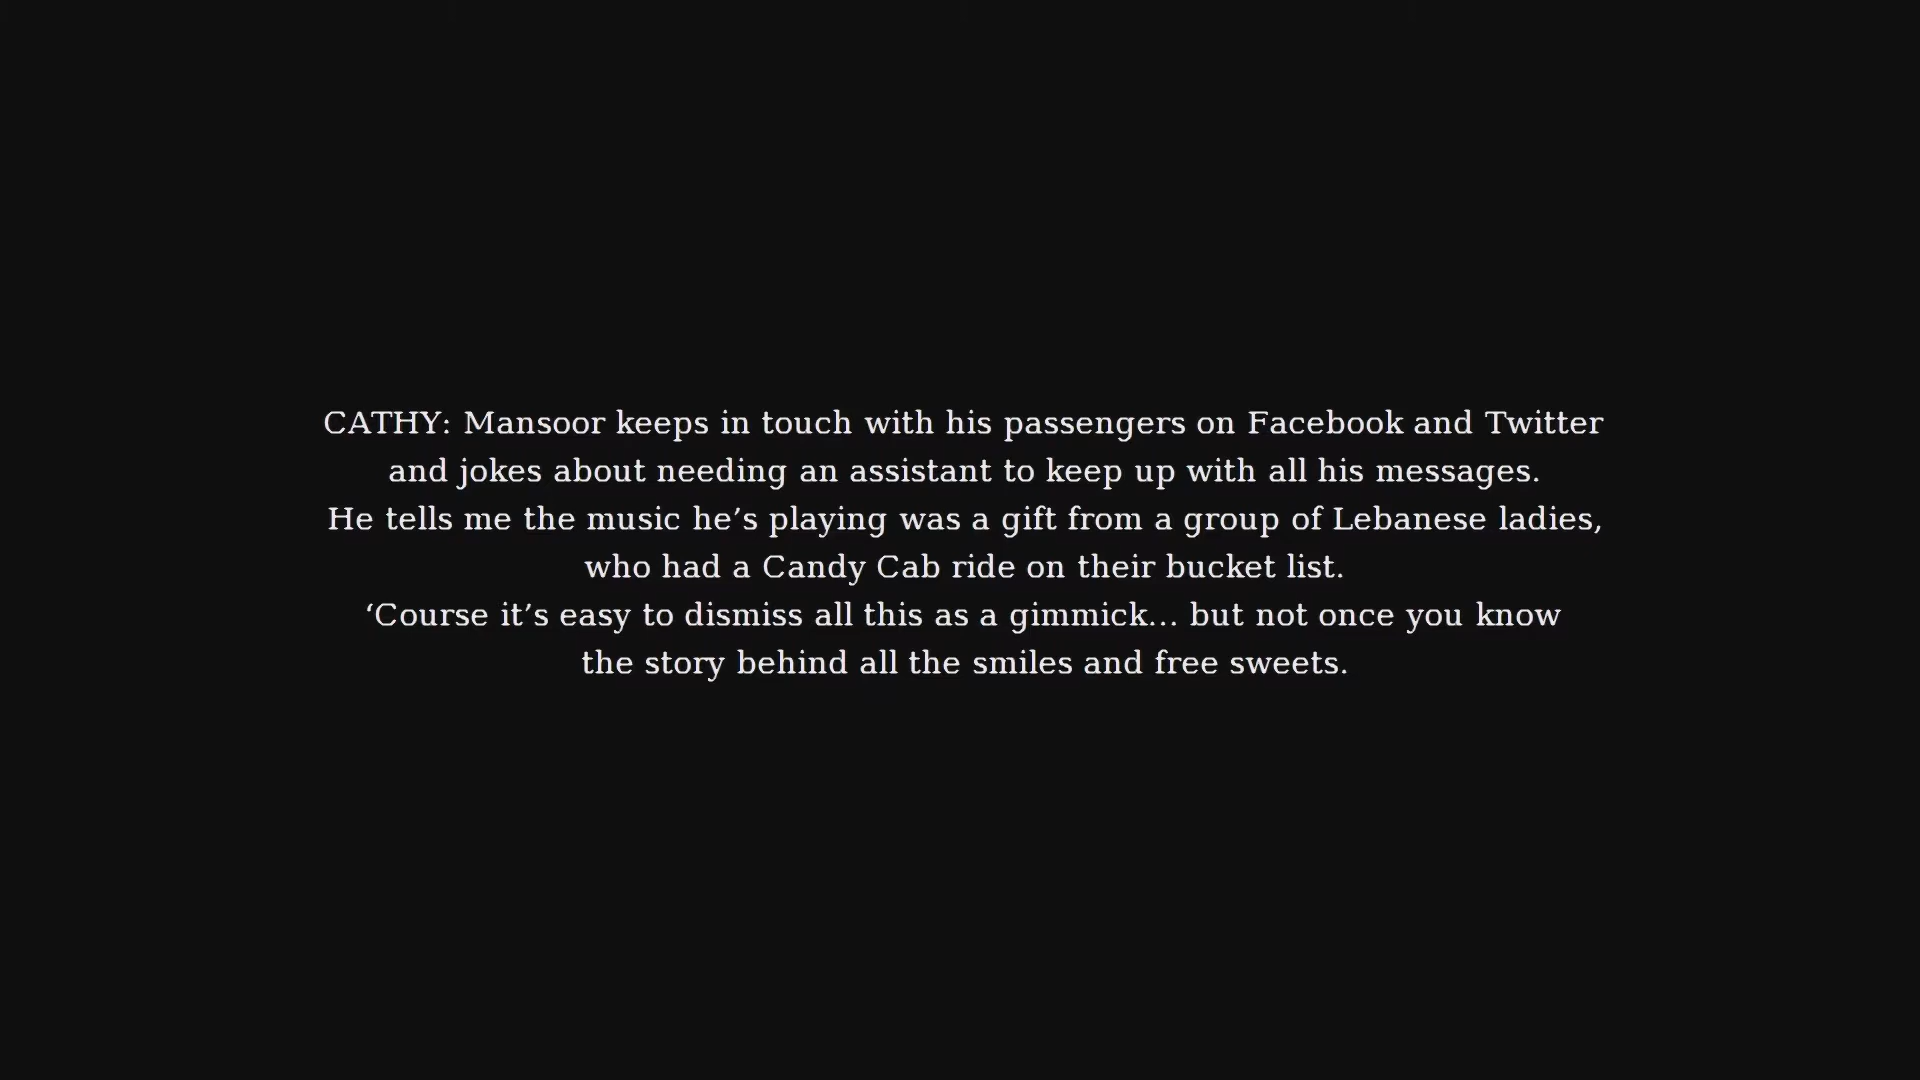 CATHY: Mansoor keeps in touch with his passengers on Facebook and Twitter
and jokes about needing an assistant to keep up with all his messages.
He tells me the music he’s playing was a gift from a group of Lebanese ladies,
who had a Candy Cab ride on their bucket list.
‘Course it’s easy to dismiss all this as a gimmick… but not once you know
the story behind all the smiles and free sweets.